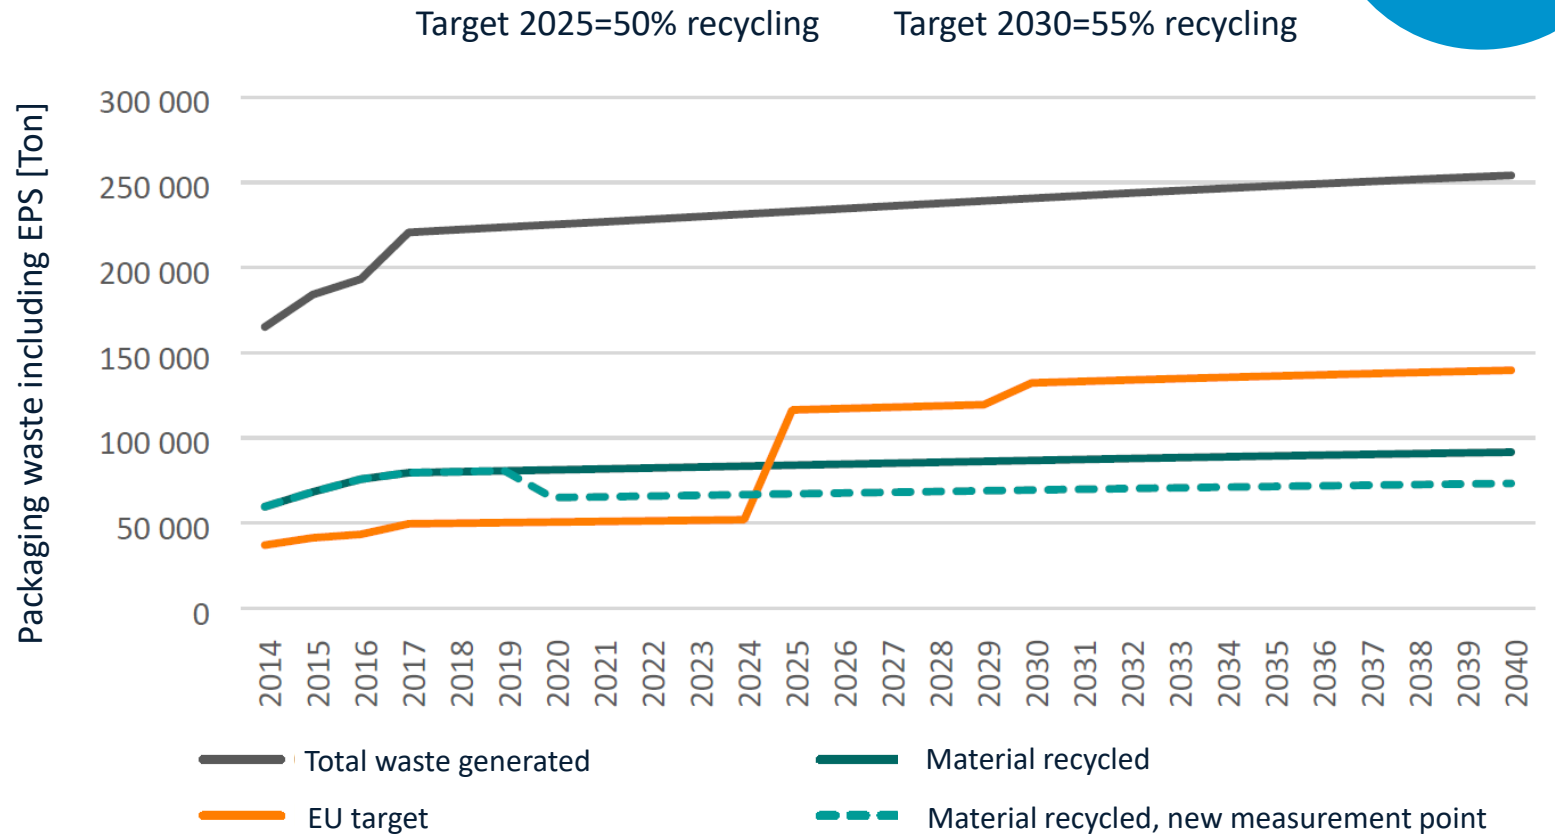 Target 2025=50% recycling Target 2030=55% recycling
Packaging waste including EPS [Ton]
300 000
250 000
200 000
150 000
100 000
50 000
0
2014 2015 2016 2017 2018 2019 2020 2021 2022 2023 2024 2025 2026 2027 2028 2029 2030 2031 2032 2033 2034 2035 2036 2037 2038 2039 2040
Total waste generated Material recycled
EU target Material recycled, new measurement point